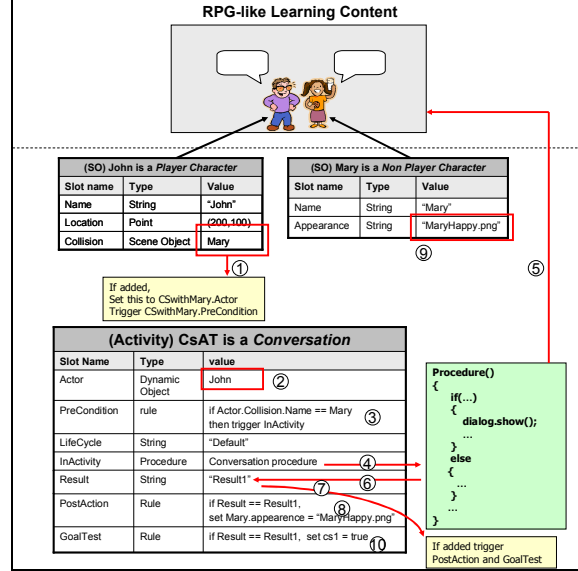 RPG-like Learning Content
(SO) John is a Player Character
Slot name Type Value
Name String “John”
Location Point (200,100)
Collision Scene Object Mary
(SO) Mary is a Non Player Character
Slot name Type Value
Name String “Mary”
Appearance String “MaryHappy.png”
⑨
①
⑤
If added,
Set this to CSwithMary.Actor
Trigger CSwithMary.PreCondition
(Activity) CsAT is a Conversation
Slot Name Type value
Actor Dynamic Object John ②
PreCondition rule if Actor.Collision.Name == Mary
then trigger InActivity ③
LifeCycle String “Default”
InActivity Procedure Conversation procedure ④
Result String “Result1” ⑥
⑦
PostAction Rule if Result == Result1, ⑧
set Mary.appearence = “MaryHappy.png”
GoalTest Rule if Result == Result1, set cs1 = true ⑩
Procedure()
{
if(...)
{
dialog.show();
...
}
else
{
...
}
...
}
If added trigger
PostAction and GoalTest